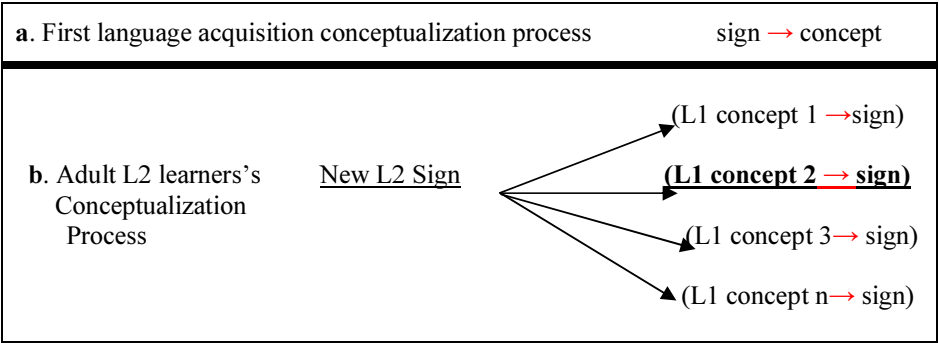 a. First language acquisition conceptualization process sign → concept
(L1 concept 1 →sign)
b. Adult L2 learners's New L2 Sign (L1 concept 2 → sign)
Conceptualization
Process (L1 concept 3→ sign)
(L1 concept n→ sign)